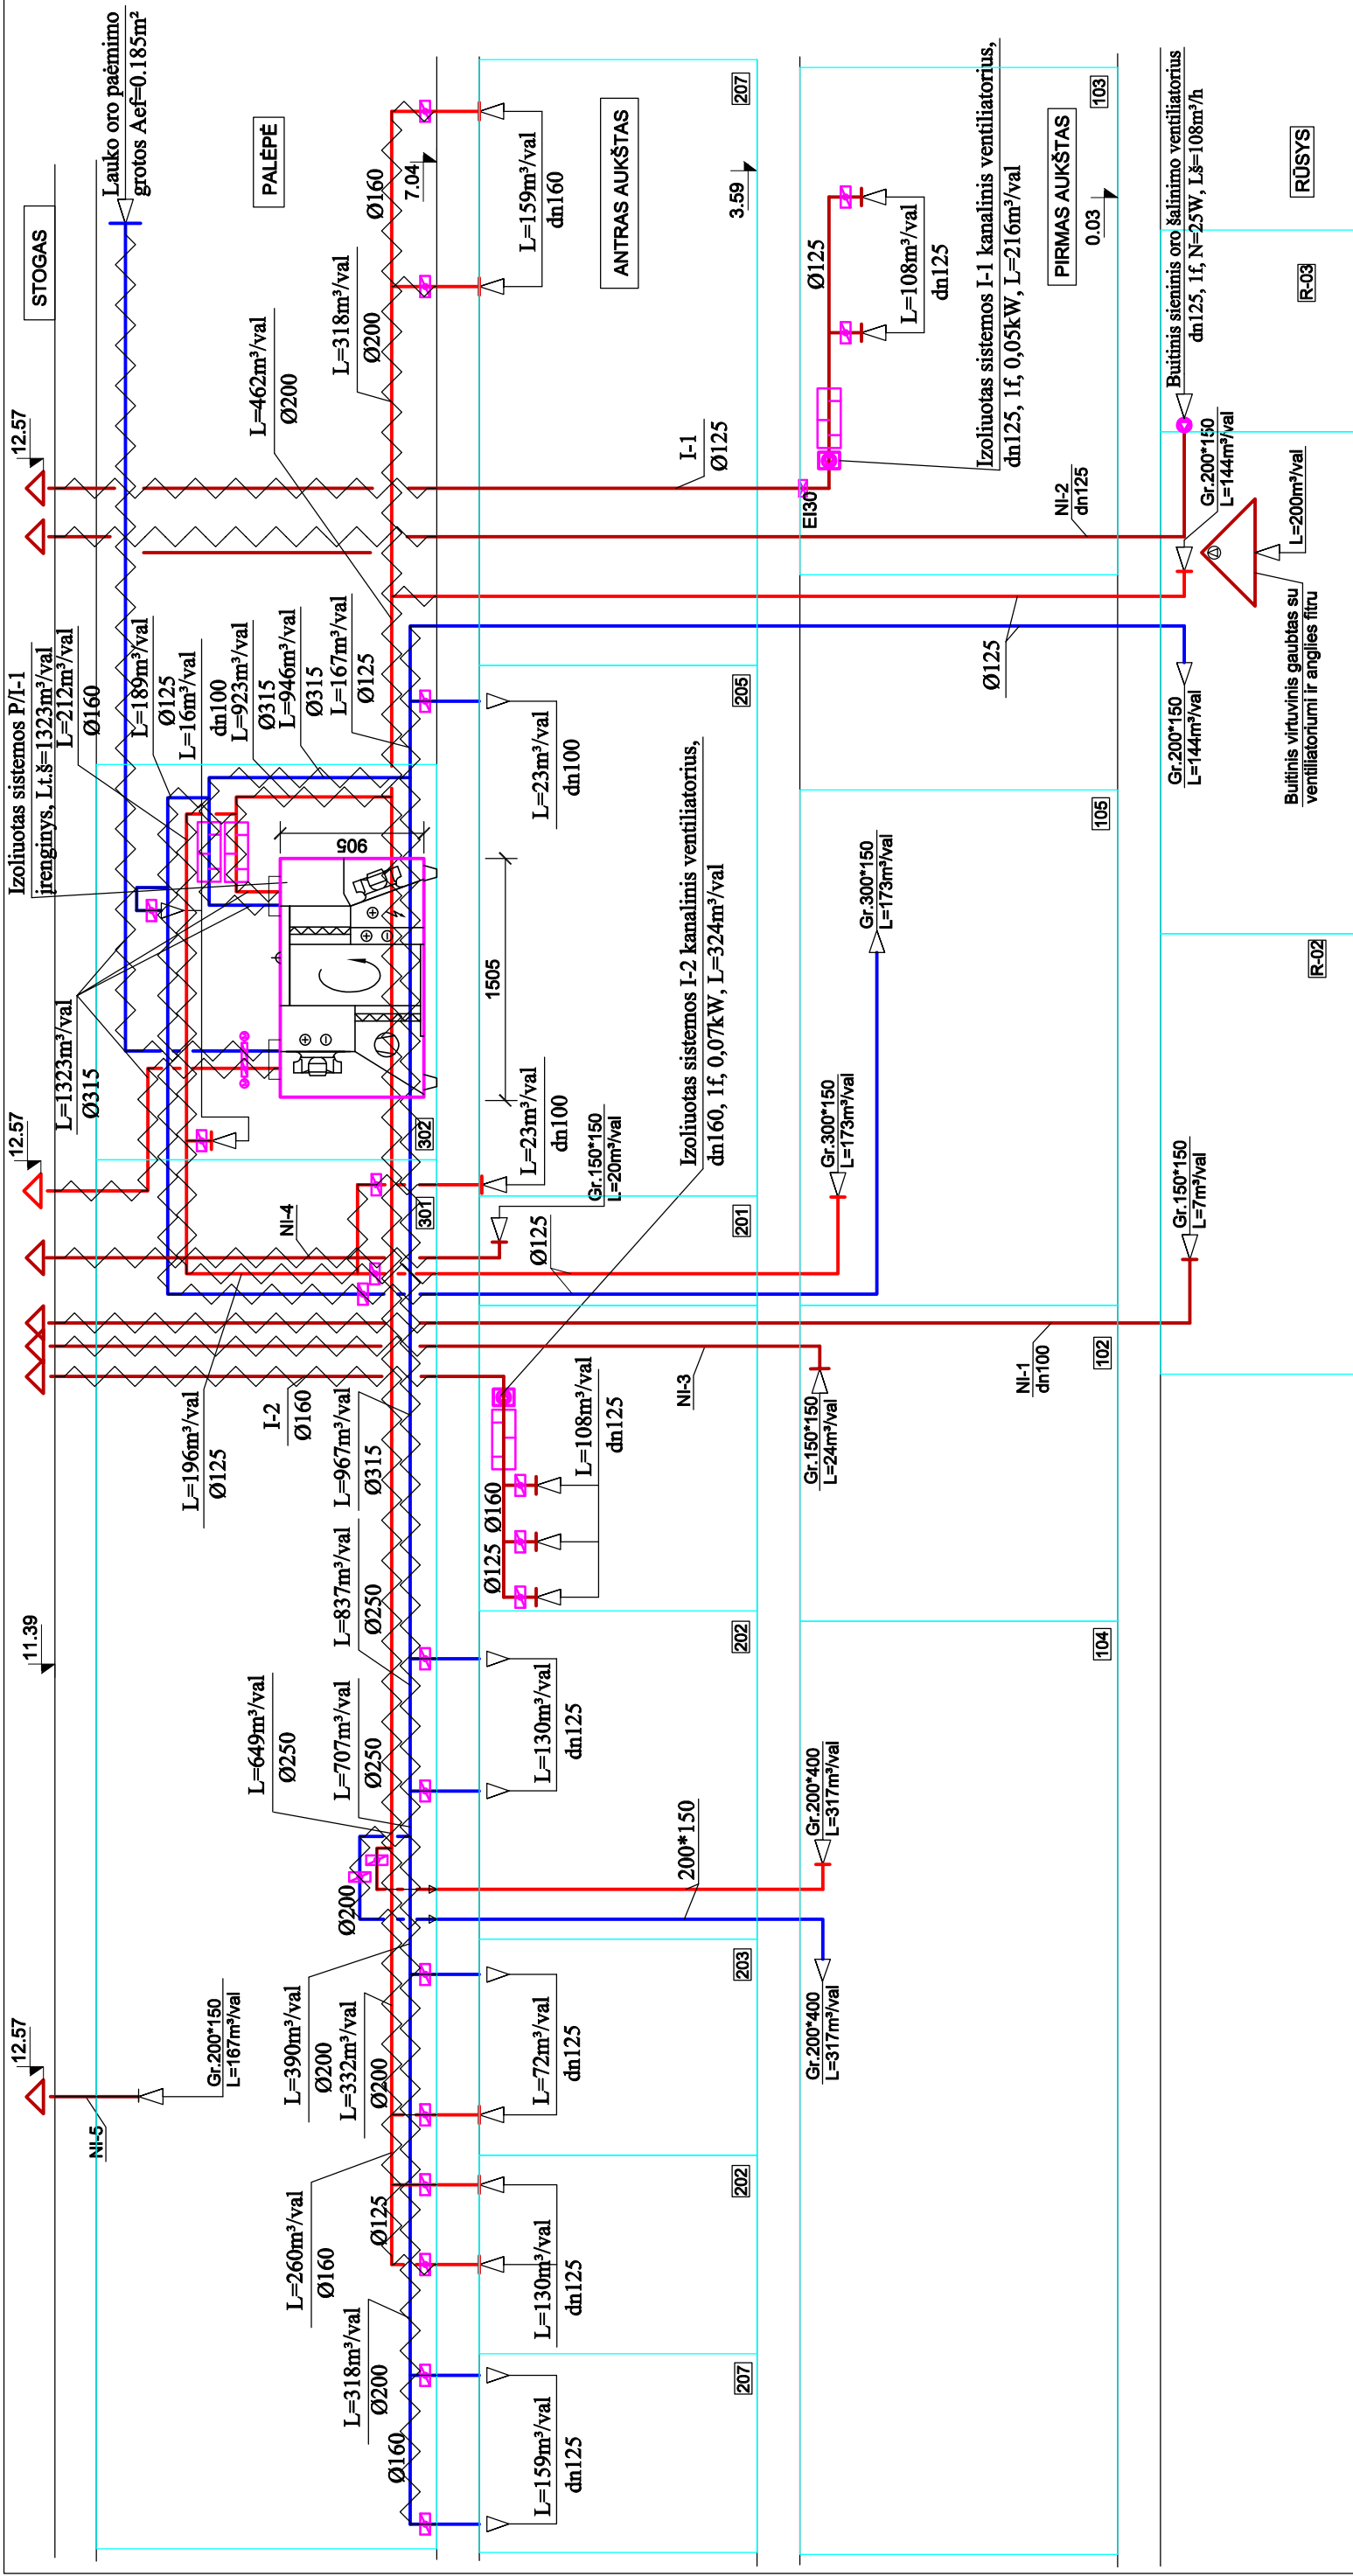 STOGAS
12.57
11.39
12.57
12.57
NI-5
Gr.200*150
L=167m³/val
PALĖPĖ
Lauko oro paėmimo
grotos Aef=0.185m²
Izoliuotas sistemos P/I-1
įrenginys, Lt.š=1323m³/val
L=212m³/val
Ø160
L=189m³/val
Ø125
L=16m³/val
dn100
L=923m³/val
Ø315
L=946m³/val
Ø315
L=167m³/val
Ø125
L=1323m³/val
Ø315
L=462m³/val
Ø200
L=318m³/val
Ø200
Ø160
7.04
905
1505
302
301
NI-4
L=196m³/val
Ø125
I-2
Ø160
L=967m³/val
Ø315
L=837m³/val
Ø250
L=649m³/val
Ø250
L=707m³/val
Ø250
Ø200
L=390m³/val
Ø200
L=332m³/val
Ø200
L=260m³/val
Ø160
Ø125
L=318m³/val
Ø200
Ø160
ANTRAS AUKŠTAS
3.59
L=159m³/val
dn125
207
L=130m³/val
dn125
202
L=72m³/val
dn125
203
L=130m³/val
dn125
202
200*150
Ø125
Ø160
L=108m³/val
dn125
NI-3
Izoliuotas sistemos I-2 kanalinis ventiliatorius,
dn160, 1f, 0,07kW, L=324m³/val
Gr.150*150
L=20m³/val
L=23m³/val
dn100
201
Ø125
L=23m³/val
dn100
205
I-1
Ø125
L=159m³/val
dn160
207
PIRMAS AUKŠTAS
0.03
Gr.200*400
L=317m³/val
Gr.200*400
L=317m³/val
104
Gr.150*150
L=24m³/val
102
Gr.300*150
L=173m³/val
Gr.300*150
L=173m³/val
105
EI30
Ø125
L=108m³/val
dn125
103
Izoliuotas sistemos I-1 kanalinis ventiliatorius,
dn125, 1f, 0,05kW, L=216m³/val
Ø125
NI-2
dn125
NI-1
dn100
RŪSYS
Gr.150*150
L=7m³/val
R-02
Gr.200*150
L=144m³/val
Gr.200*150
L=144m³/val
L=200m³/val
Buitinis virtuvinis gaubtas su
ventiliatoriumi ir anglies fitru
Buitinis sieninis oro šalinimo ventiliatorius
dn125, 1f, N=25W, Lš=108m³/h
R-03